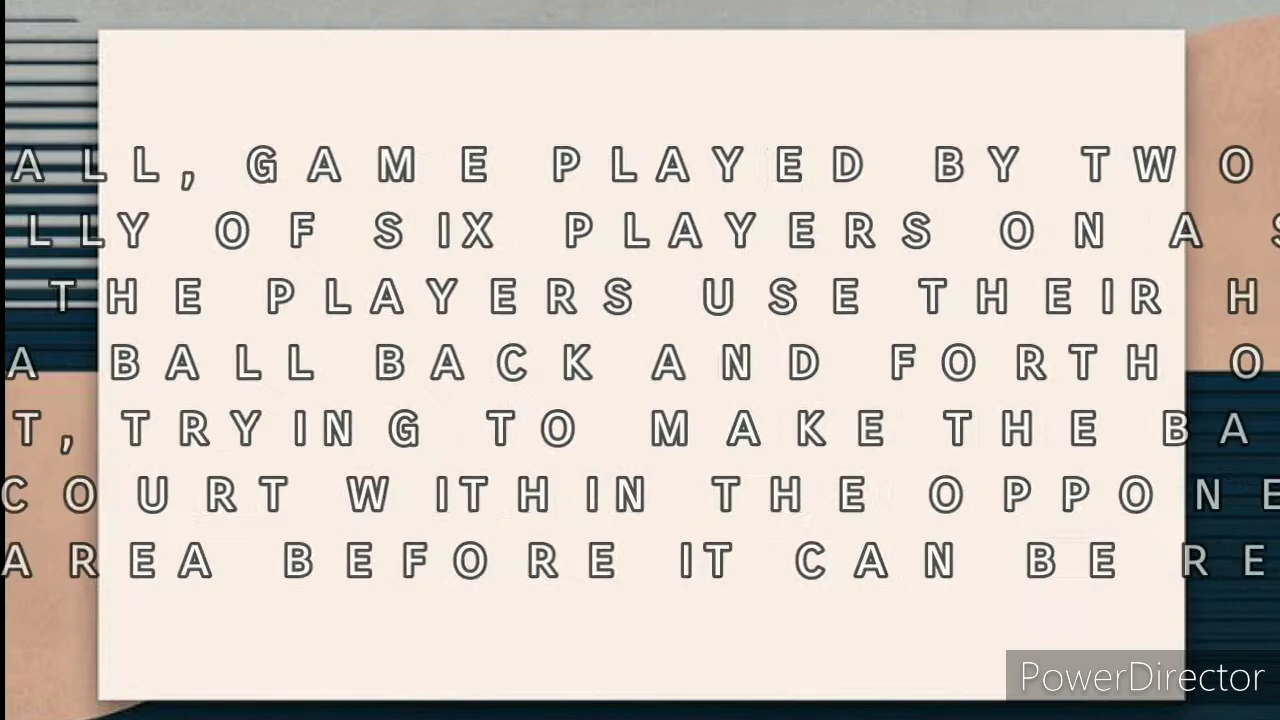 ALL, GAME PLAYED BY TWO
LLY OF SIX PLAYERS ON A S
THE PLAYERS USE THEIR H
A BALL BACK AND FORTH O
T, TRYING TO MAKE THE BA
COURT WITHIN THE OPPONE
AREA BEFORE IT CAN BE RE
PowerDirector